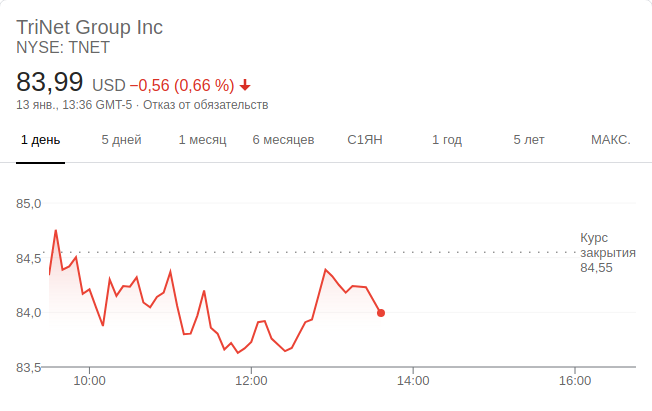 TriNet Group Inc
NYSE: TNET
83,99 USD −0,56 (0,66 %)
13 янв., 13:36 GMT-5 · Отказ от обязательств
1 день 5 дней 1 месяц 6 месяцев С1ЯН 1 год 5 лет МАКС.
85,0
Курс
84,5 закрытия
84,55
84,0
83,5
10:00 12:00 14:00 16:00